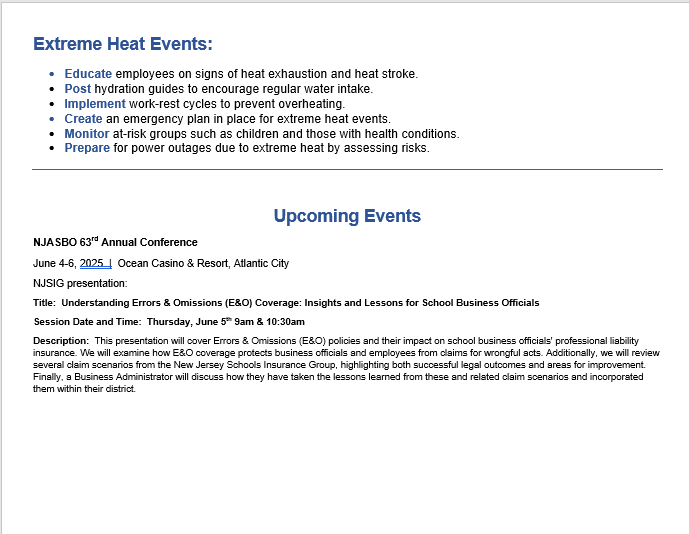 Extreme Heat Events:
• Educate employees on signs of heat exhaustion and heat stroke.
• Post hydration guides to encourage regular water intake.
• Implement work-rest cycles to prevent overheating.
• Create an emergency plan in place for extreme heat events.
• Monitor at-risk groups such as children and those with health conditions.
• Prepare for power outages due to extreme heat by assessing risks.
Upcoming Events
NJASBO 63rd Annual Conference
June 4-6, 2025 | Ocean Casino & Resort, Atlantic City
NJSIG presentation:
Title: Understanding Errors & Omissions (E&O) Coverage: Insights and Lessons for School Business Officials
Session Date and Time: Thursday, June 5th 9am & 10:30am
Description: This presentation will cover Errors & Omissions (E&O) policies and their impact on school business officials' professional liability
insurance. We will examine how E&O coverage protects business officials and employees from claims for wrongful acts. Additionally, we will review
several claim scenarios from the New Jersey Schools Insurance Group, highlighting both successful legal outcomes and areas for improvement.
Finally, a Business Administrator will discuss how they have taken the lessons learned from these and related claim scenarios and incorporated
them within their district.